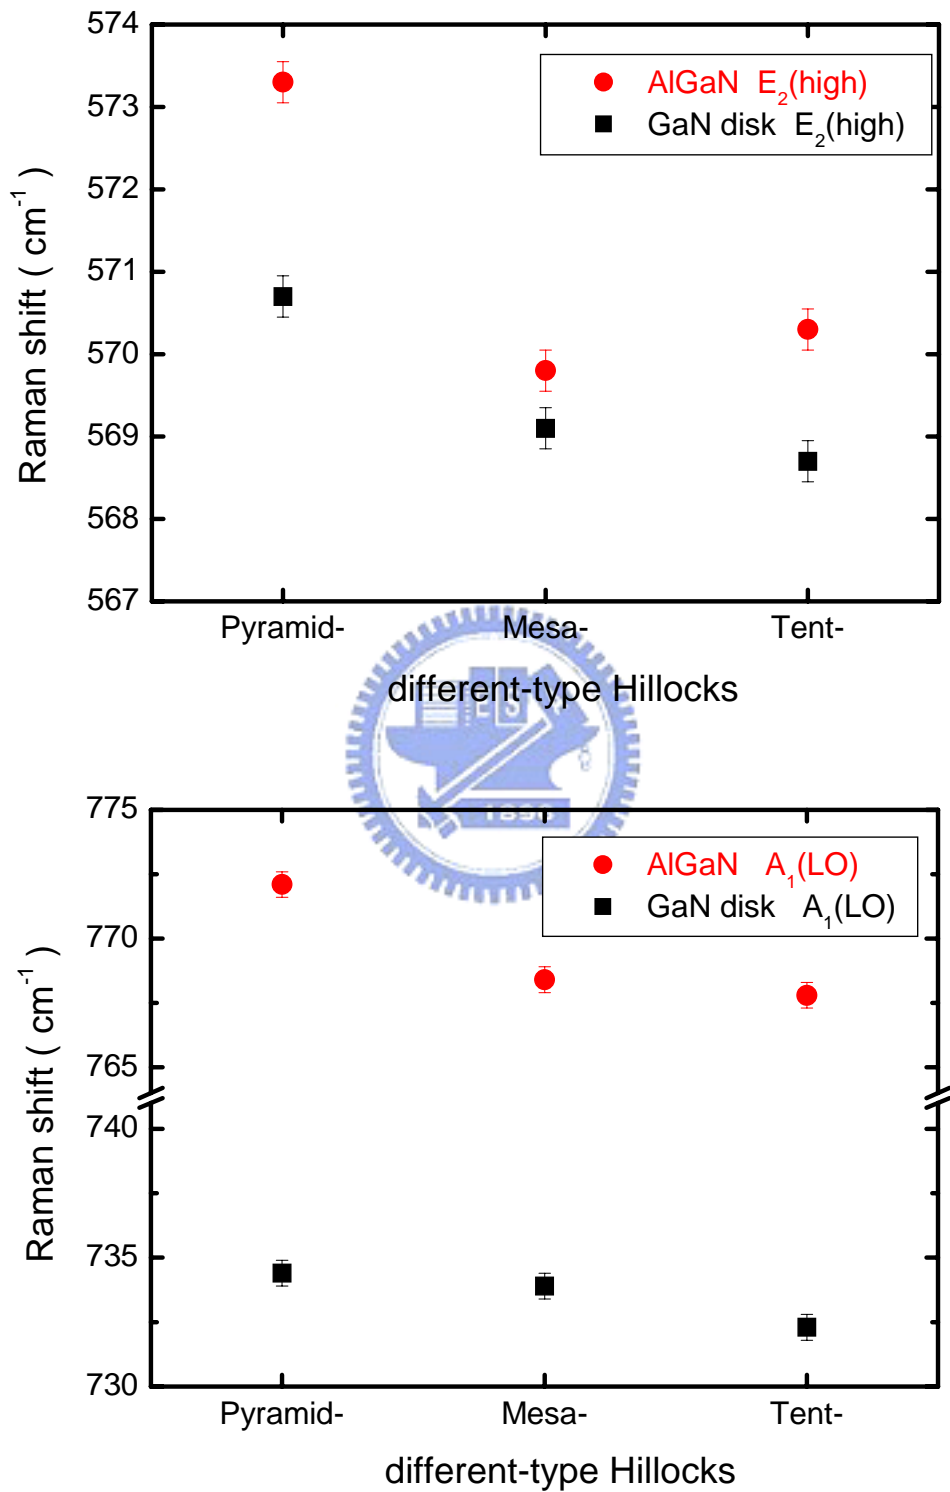 574
573
572
571
570
569
568
567
Raman shift ( cm-1 )
AlGaN E2(high)
GaN disk E2(high)
Pyramid- Mesa- Tent-
different-type Hillocks
1896
775
770
765
740
735
730
Raman shift ( cm-1 )
AlGaN A1(LO)
GaN disk A1(LO)
Pyramid- Mesa- Tent-
different-type Hillocks